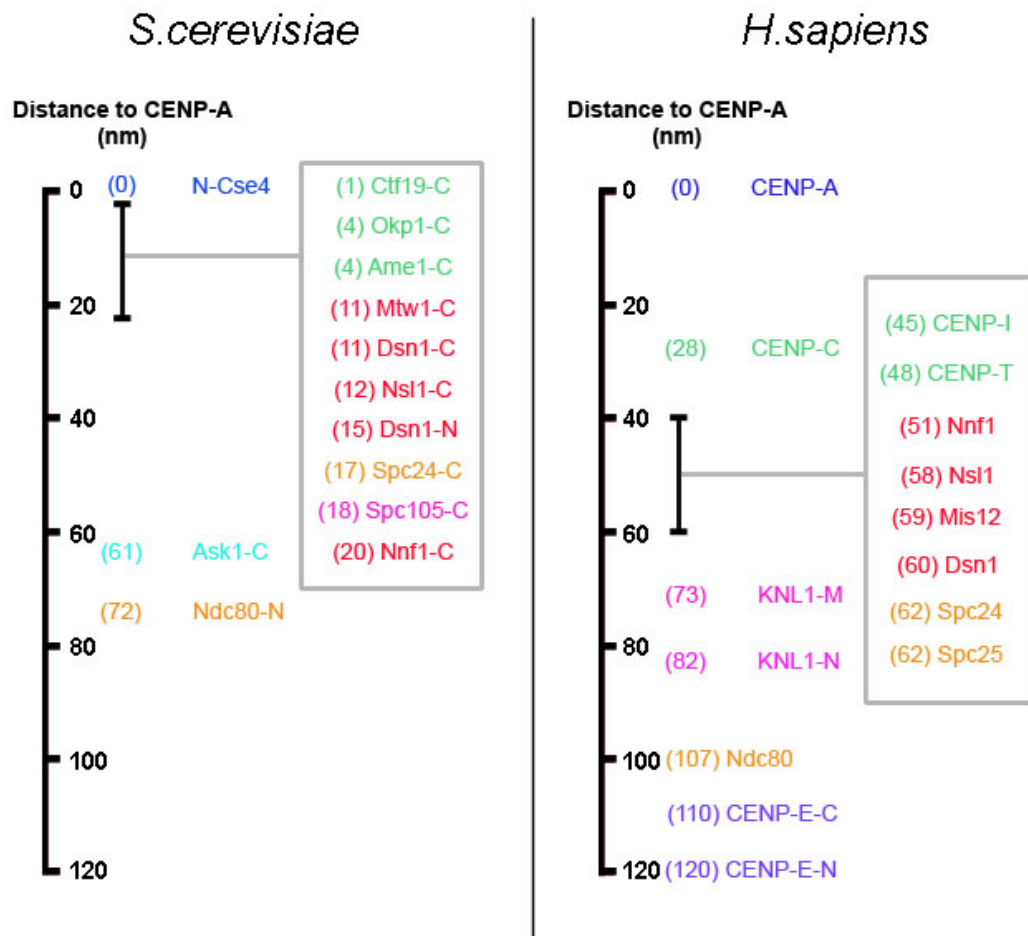 S.cerevisiae
Distance to CENP-A
(nm)
0
20
40
60
80
100
120
(0) N-Cse4
(61) Ask1-C
(72) Ndc80-N
(1) Ctf19-C
(4) Okp1-C
(4) Ame1-C
(11) Mtw1-C
(11) Dsn1-C
(12) Nsl1-C
(15) Dsn1-N
(17) Spc24-C
(18) Spc105-C
(20) Nnf1-C
H.sapiens
Distance to CENP-A
(nm)
0
20
40
60
80
100
120
(0) CENP-A
(28) CENP-C
(73) KNL1-M
(82) KNL1-N
(107) Ndc80
(110) CENP-E-C
(120) CENP-E-N
(45) CENP-I
(48) CENP-T
(51) Nnf1
(58) Nsl1
(59) Mis12
(60) Dsn1
(62) Spc24
(62) Spc25